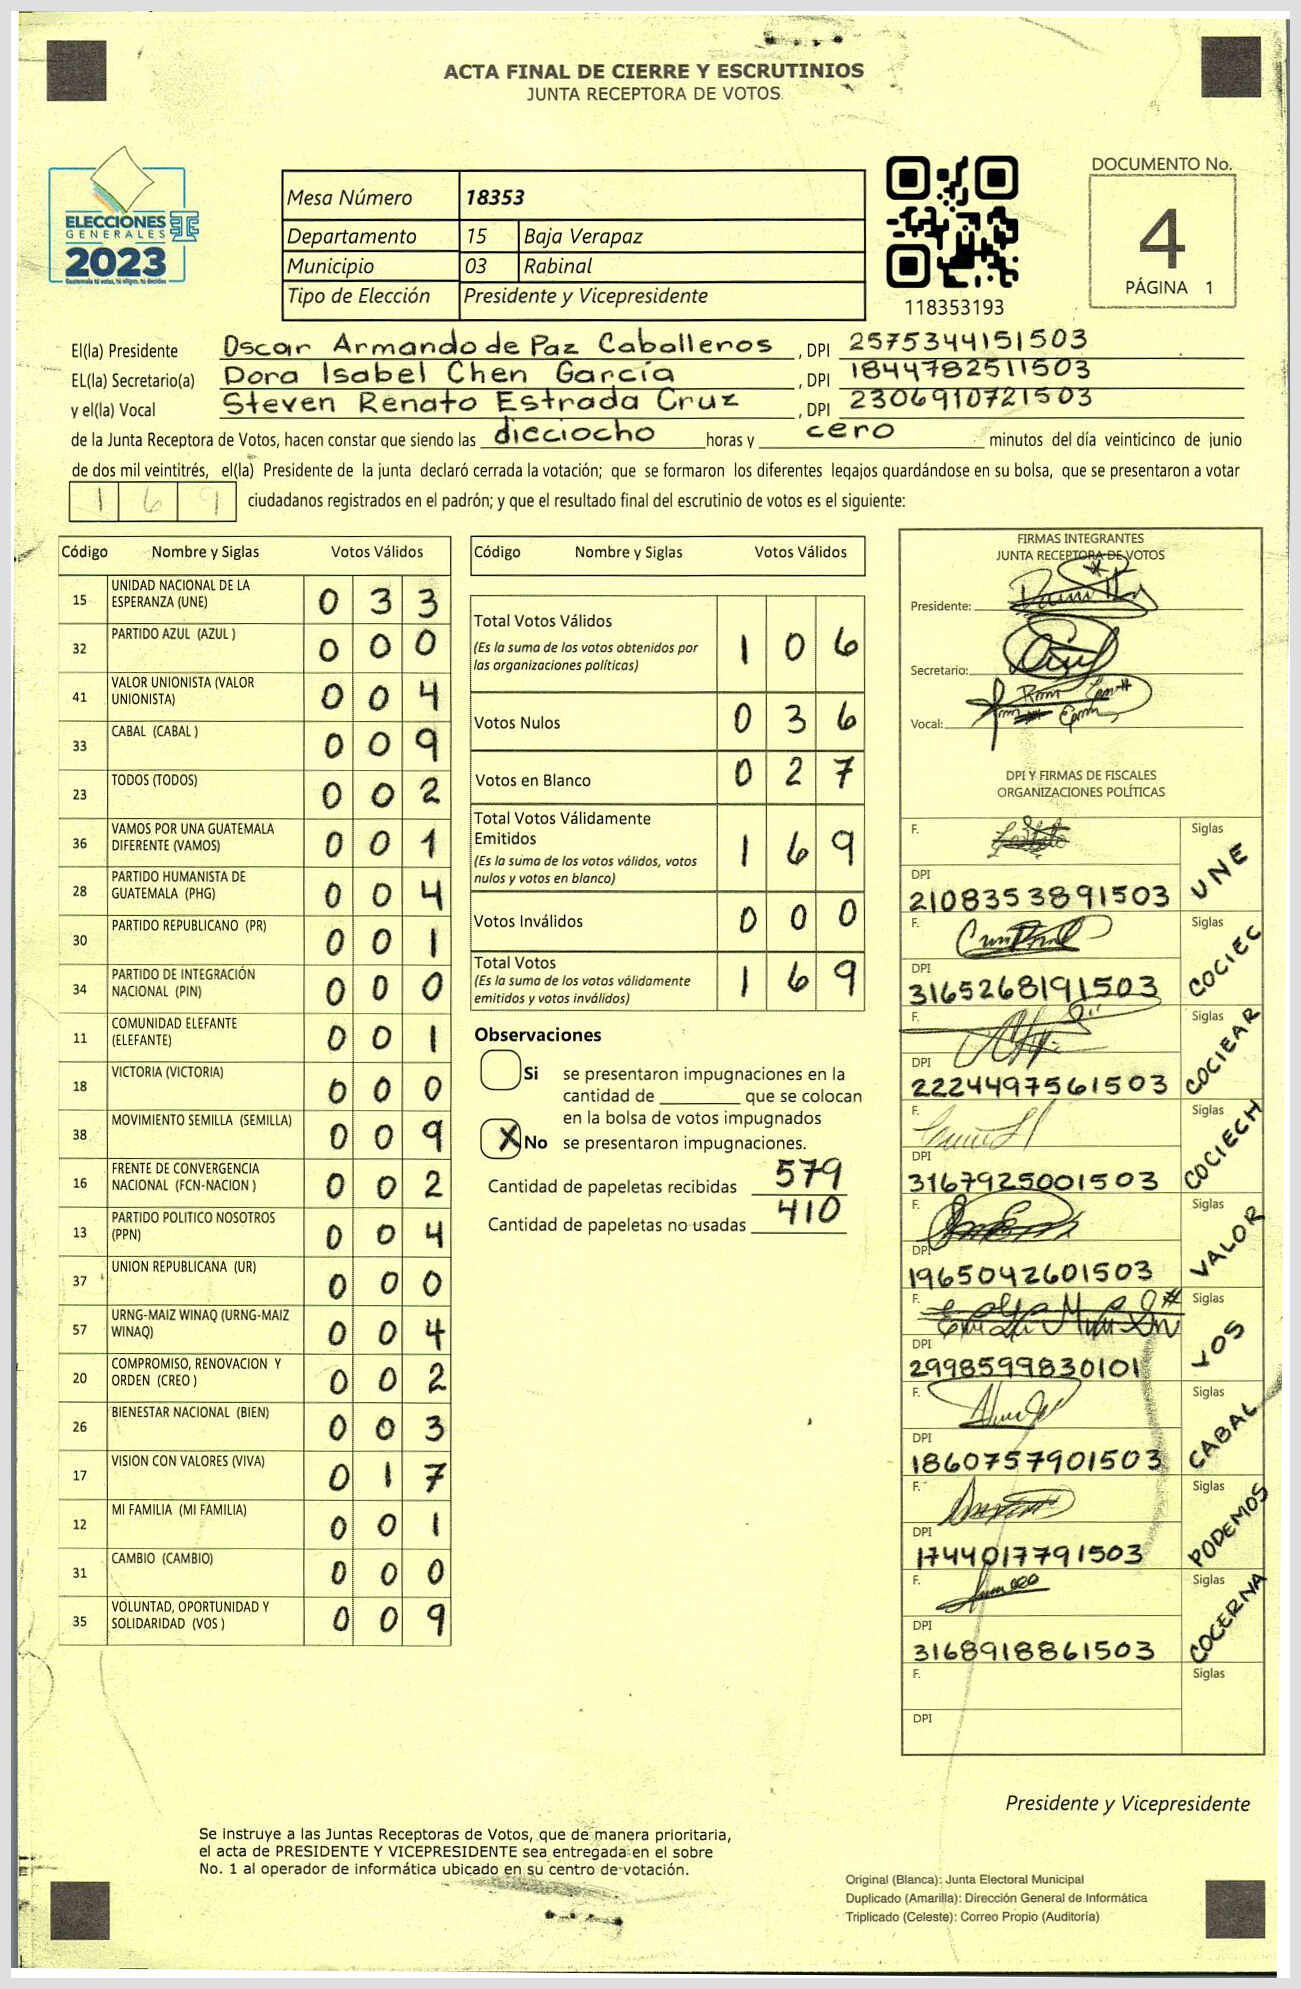 ACTA FINAL DE CIERRE Y ESCRUTINIOS
JUNTA RECEPTORA DE VOTOS
ELECCIONES
GENERALES
2023
Guatemala tú votas, tú eliges, tú decides
Mesa Número 18353
Departamento 15 Baja Verapaz
Municipio 03 Rabinal
Tipo de Elección Presidente y Vicepresidente
118353193
DOCUMENTO No.
4
PÁGINA 1
El(la) Presidente Oscar Armando de Paz Caballeros , DPI 2575344151503
EL(la) Secretario(a) Dora Isabel Chen García , DPI 1844782511503
y el(la) Vocal Steven Renato Estrada Cruz , DPI 2306910721503
de la Junta Receptora de Votos, hacen constar que siendo las dieciocho horas y cero minutos del día veinticinco de junio
de dos mil veintitrés, el(la) Presidente de la junta declaró cerrada la votación; que se formaron los diferentes legajos guardándose en su bolsa, que se presentaron a votar
1 6 9 ciudadanos registrados en el padrón; y que el resultado final del escrutinio de votos es el siguiente:
Código Nombre y Siglas Votos Válidos
15 UNIDAD NACIONAL DE LA ESPERANZA (UNE) 0 3 3
32 PARTIDO AZUL (AZUL ) 0 0 0
41 VALOR UNIONISTA (VALOR UNIONISTA) 0 0 4
33 CABAL (CABAL ) 0 0 9
23 TODOS (TODOS) 0 0 2
36 VAMOS POR UNA GUATEMALA DIFERENTE (VAMOS) 0 0 1
28 PARTIDO HUMANISTA DE GUATEMALA (PHG) 0 0 4
30 PARTIDO REPUBLICANO (PR) 0 0 1
34 PARTIDO DE INTEGRACIÓN NACIONAL (PIN) 0 0 0
11 COMUNIDAD ELEFANTE (ELEFANTE) 0 0 1
18 VICTORIA (VICTORIA) 0 0 0
38 MOVIMIENTO SEMILLA (SEMILLA) 0 0 9
16 FRENTE DE CONVERGENCIA NACIONAL (FCN-NACION ) 0 0 2
13 PARTIDO POLITICO NOSOTROS (PPN) 0 0 4
37 UNION REPUBLICANA (UR) 0 0 0
57 URNG-MAIZ WINAQ (URNG-MAIZ WINAQ) 0 0 4
20 COMPROMISO, RENOVACION Y ORDEN (CREO ) 0 0 2
26 BIENESTAR NACIONAL (BIEN) 0 0 3
17 VISION CON VALORES (VIVA) 0 1 7
12 MI FAMILIA (MI FAMILIA) 0 0 1
31 CAMBIO (CAMBIO) 0 0 0
35 VOLUNTAD, OPORTUNIDAD Y SOLIDARIDAD (VOS ) 0 0 9
Código Nombre y Siglas Votos Válidos
Total Votos Válidos 1 0 6
(Es la suma de los votos obtenidos por
las organizaciones políticas)
Votos Nulos 0 3 6
Votos en Blanco 0 2 7
Total Votos Válidamente
Emitidos 1 6 9
(Es la suma de los votos válidos, votos
nulos y votos en blanco)
Votos Inválidos 0 0 0
Total Votos 1 6 9
(Es la suma de los votos válidamente
emitidos y votos inválidos)
Observaciones
Si se presentaron impugnaciones en la
cantidad de ________ que se colocan
en la bolsa de votos impugnados
X No se presentaron impugnaciones.
Cantidad de papeletas recibidas 579
Cantidad de papeletas no usadas 410
FIRMAS INTEGRANTES
JUNTA RECEPTORA DE VOTOS
Presidente:
Secretario:
Vocal:
DPI Y FIRMAS DE FISCALES
ORGANIZACIONES POLÍTICAS
F. Siglas UNE
DPI 2108353891503
F. Siglas COCIEC
DPI 3165268191503
F. Siglas COCIEAR
DPI 2224497561503
F. Siglas COCIECH
DPI 3167925001503
F. Siglas VALOR
DPI 1965042601503
F. Siglas
DPI 2998599830101
F. Siglas CABAL
DPI 1860757901503
F. Siglas PODEMOS
DPI 1744017791503
F. Siglas COCERNA
DPI 3168918861503
F. Siglas
DPI
Presidente y Vicepresidente
Se instruye a las Juntas Receptoras de Votos, que de manera prioritaria,
el acta de PRESIDENTE Y VICEPRESIDENTE sea entregada en el sobre
No. 1 al operador de informática ubicado en su centro de votación.
Original (Blanca): Junta Electoral Municipal
Duplicado (Amarilla): Dirección General de Informática
Triplicado (Celeste): Correo Propio (Auditoría)